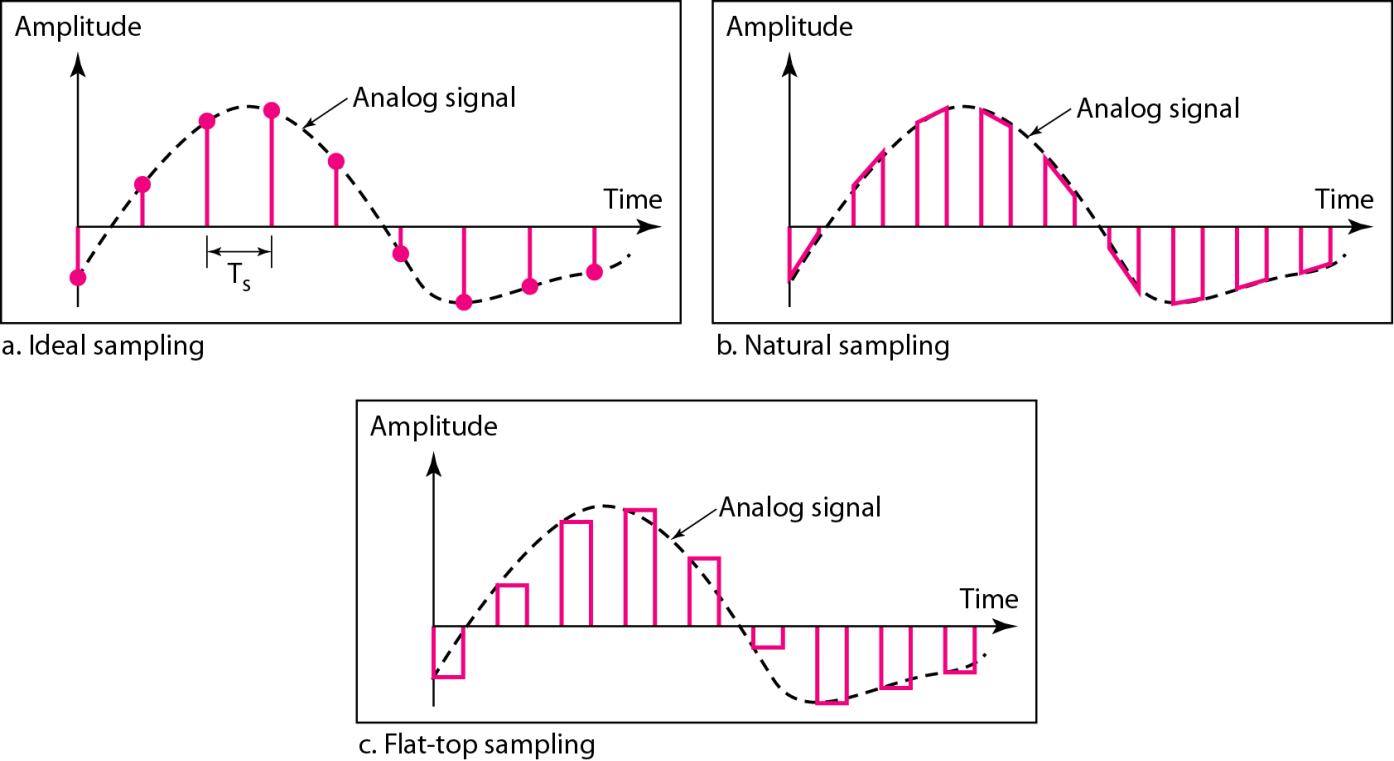 Amplitude
Analog signal
Time
Ts
a. Ideal sampling
Amplitude
Analog signal
Time
b. Natural sampling
Amplitude
Analog signal
Time
c. Flat-top sampling